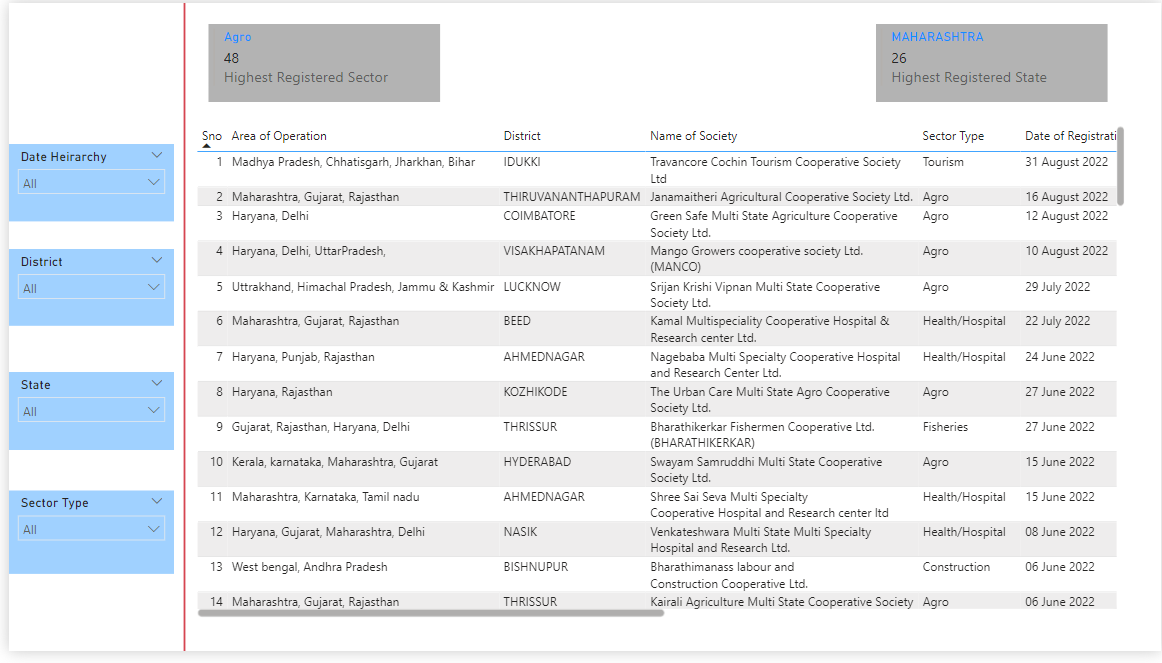 Agro
48
Highest Registered Sector
MAHARASHTRA
26
Highest Registered State
Date Heirarchy
All
District
All
State
All
Sector Type
All
Sno Area of Operation District Name of Society Sector Type Date of Registrati
1 Madhya Pradesh, Chhatisgarh, Jharkhan, Bihar IDUKKI Travancore Cochin Tourism Cooperative Society Tourism 31 August 2022
Ltd
2 Maharashtra, Gujarat, Rajasthan THIRUVANANTHAPURAM Janamaitheri Agricultural Cooperative Society Ltd. Agro 16 August 2022
3 Haryana, Delhi COIMBATORE Green Safe Multi State Agriculture Cooperative Agro 12 August 2022
Society Ltd.
4 Haryana, Delhi, UttarPradesh, VISAKHAPATANAM Mango Growers cooperative society Ltd. Agro 10 August 2022
(MANCO)
5 Uttrakhand, Himachal Pradesh, Jammu & Kashmir LUCKNOW Srijan Krishi Vipnan Multi State Cooperative Agro 29 July 2022
Society Ltd.
6 Maharashtra, Gujarat, Rajasthan BEED Kamal Multispeciality Cooperative Hospital & Health/Hospital 22 July 2022
Research center Ltd.
7 Haryana, Punjab, Rajasthan AHMEDNAGAR Nagebaba Multi Specialty Cooperative Hospital Health/Hospital 24 June 2022
and Research Center Ltd.
8 Haryana, Rajasthan KOZHIKODE The Urban Care Multi State Agro Cooperative Agro 27 June 2022
Society Ltd.
9 Gujarat, Rajasthan, Haryana, Delhi THRISSUR Bharathikerkar Fishermen Cooperative Ltd. Fisheries 27 June 2022
(BHARATHIKERKAR)
10 Kerala, karnataka, Maharashtra, Gujarat HYDERABAD Swayam Samruddhi Multi State Cooperative Agro 15 June 2022
Society Ltd.
11 Maharashtra, Karnataka, Tamil nadu AHMEDNAGAR Shree Sai Seva Multi Specialty Health/Hospital 15 June 2022
Cooperative Hospital and Research center ltd
12 Haryana, Gujarat, Maharashtra, Delhi NASIK Venkateshwara Multi State Multi Specialty Health/Hospital 08 June 2022
Hospital and Research Ltd.
13 West bengal, Andhra Pradesh BISHNUPUR Bharathimanass labour and Construction 06 June 2022
Construction Cooperative Ltd.
14 Maharashtra, Gujarat, Rajasthan THRISSUR Kairali Agriculture Multi State Cooperative Society Agro 06 June 2022